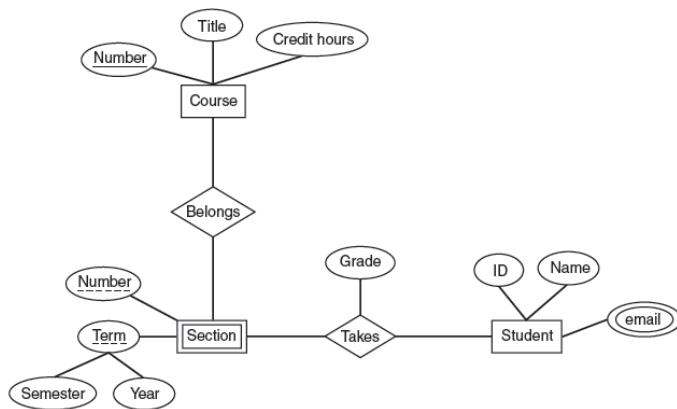 Title
Number
Credit hours
Course
Belongs
Number
Grade
ID
Name
Term
Section
Takes
Student
email
Semester
Year